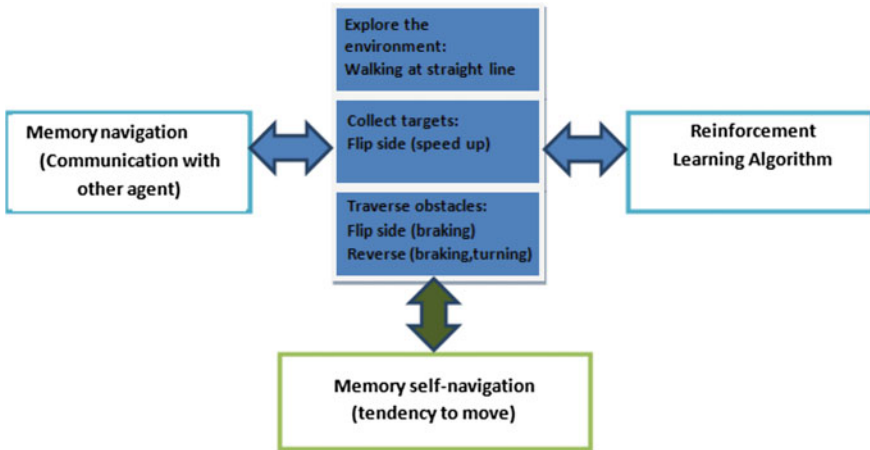 Explore the
environment:
Walking at straight line
Memory navigation
(Communication with
other agent)
Collect targets:
Flip side (speed up)
Reinforcement
Learning Algorithm
Traverse obstacles:
Flip side (braking)
Reverse (braking,turning)
Memory self-navigation
(tendency to move)